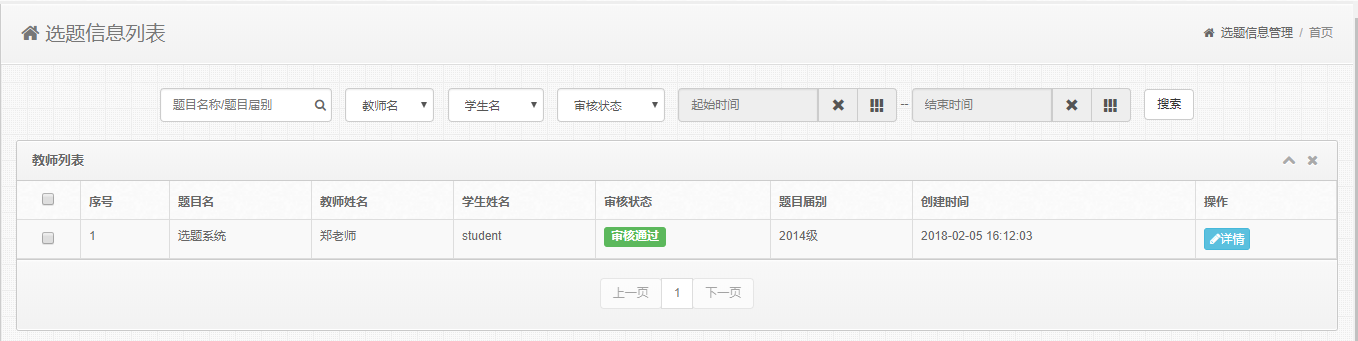 选题信息列表
选题信息管理 / 首页
题目名称/题目届别 教师名 学生名 审核状态 起始时间 -- 结束时间 搜索
教师列表
序号 题目名 教师姓名 学生姓名 审核状态 题目届别 创建时间 操作
1 选题系统 郑老师 student 审核通过 2014级 2018-02-05 16:12:03 详情
上一页 1 下一页